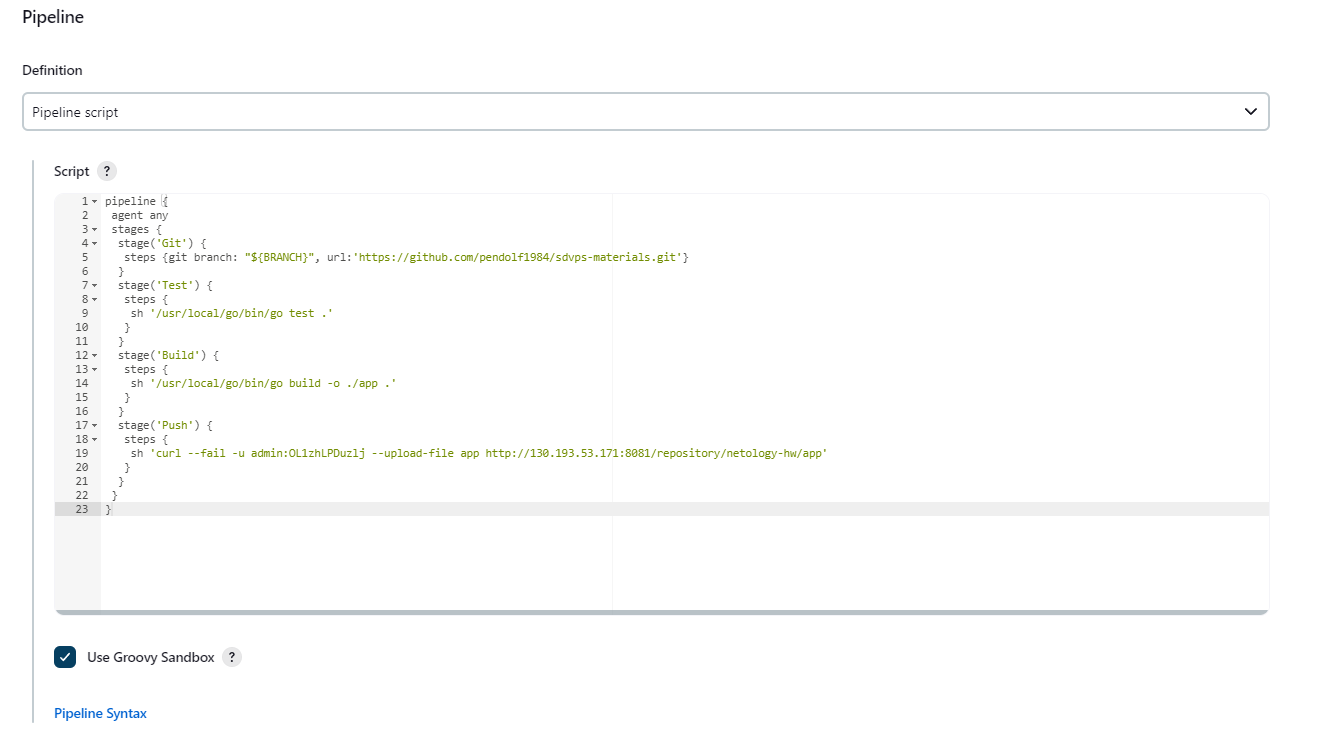 Pipeline
Definition
Pipeline script
Script ?
1 pipeline {
2 agent any
3 stages {
4 stage('Git') {
5 steps {git branch: "${BRANCH}", url:'https://github.com/pendolf1984/sdvps-materials.git'}
6 }
7 stage('Test') {
8 steps {
9 sh '/usr/local/go/bin/go test .'
10 }
11 }
12 stage('Build') {
13 steps {
14 sh '/usr/local/go/bin/go build -o ./app .'
15 }
16 }
17 stage('Push') {
18 steps {
19 sh 'curl --fail -u admin:OL1zhLPDuzlj --upload-file app http://130.193.53.171:8081/repository/netology-hw/app'
20 }
21 }
22 }
23 }
Use Groovy Sandbox ?
Pipeline Syntax